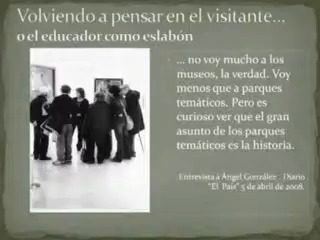 Volviendo a pensar en el visitante...
o el educador como eslabón
... no voy mucho a los
museos, la verdad. Voy
menos que a parques
temáticos. Pero es
curioso ver que el gran
asunto de los parques
temáticos es la historia.
Entrevista a Ángel González . Diario
"El País" 5 de abril de 2008.